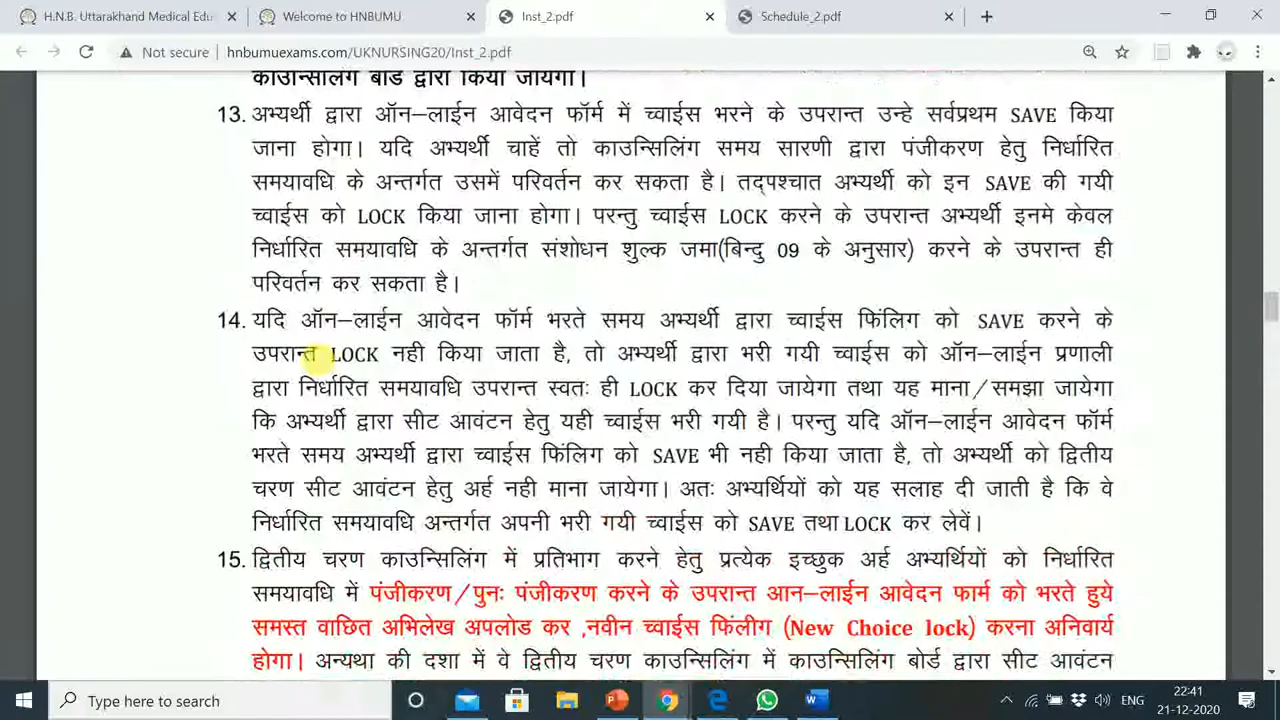 H.N.B. Uttarakhand Medical Edu
Welcome to HNBUMU
Inst_2.pdf
Schedule_2.pdf
Not secure
hnbumuexams.com/UKNURSING20/Inst_2.pdf
काउन्सिलिंग बोर्ड द्वारा किया जायेगा।
13. अभ्यर्थी द्वारा ऑन–लाईन आवेदन फॉर्म में च्वाईस भरने के उपरान्त उन्हे सर्वप्रथम SAVE किया
जाना होगा। यदि अभ्यर्थी चाहें तो काउन्सिलिंग समय सारणी द्वारा पंजीकरण हेतु निर्धारित
समयावधि के अन्तर्गत उसमें परिवर्तन कर सकता है। तद्पश्चात अभ्यर्थी को इन SAVE की गयी
च्वाईस को LOCK किया जाना होगा। परन्तु च्वाईस LOCK करने के उपरान्त अभ्यर्थी इनमे केवल
निर्धारित समयावधि के अन्तर्गत संशोधन शुल्क जमा(बिन्दु 09 के अनुसार) करने के उपरान्त ही
परिवर्तन कर सकता है।
14. यदि ऑन–लाईन आवेदन फॉर्म भरते समय अभ्यर्थी द्वारा च्वाईस फिंलिग को SAVE करने के
उपरान्त LOCK नही किया जाता है, तो अभ्यर्थी द्वारा भरी गयी च्वाईस को ऑन–लाईन प्रणाली
द्वारा निर्धारित समयावधि उपरान्त स्वतः ही LOCK कर दिया जायेगा तथा यह माना/समझा जायेगा
कि अभ्यर्थी द्वारा सीट आवंटन हेतु यही च्वाईस भरी गयी है। परन्तु यदि ऑन–लाईन आवेदन फॉर्म
भरते समय अभ्यर्थी द्वारा च्वाईस फिंलिग को SAVE भी नही किया जाता है, तो अभ्यर्थी को द्वितीय
चरण सीट आवंटन हेतु अर्ह नही माना जायेगा। अतः अभ्यर्थियों को यह सलाह दी जाती है कि वे
निर्धारित समयावधि अन्तर्गत अपनी भरी गयी च्वाईस को SAVE तथा LOCK कर लेवें।
15. द्वितीय चरण काउन्सिलिंग में प्रतिभाग करने हेतु प्रत्येक इच्छुक अर्ह अभ्यर्थियों को निर्धारित
समयावधि में पंजीकरण/पुनः पंजीकरण करने के उपरान्त आन–लाईन आवेदन फार्म को भरते हुये
समस्त वाछित अभिलेख अपलोड कर ,नवीन च्वाईस फिंलीग (New Choice lock) करना अनिवार्य
होगा। अन्यथा की दशा में वे द्वितीय चरण काउन्सिलिंग में काउन्सिलिंग बोर्ड द्वारा सीट आवंटन
Type here to search
ENG
22:41
21-12-2020